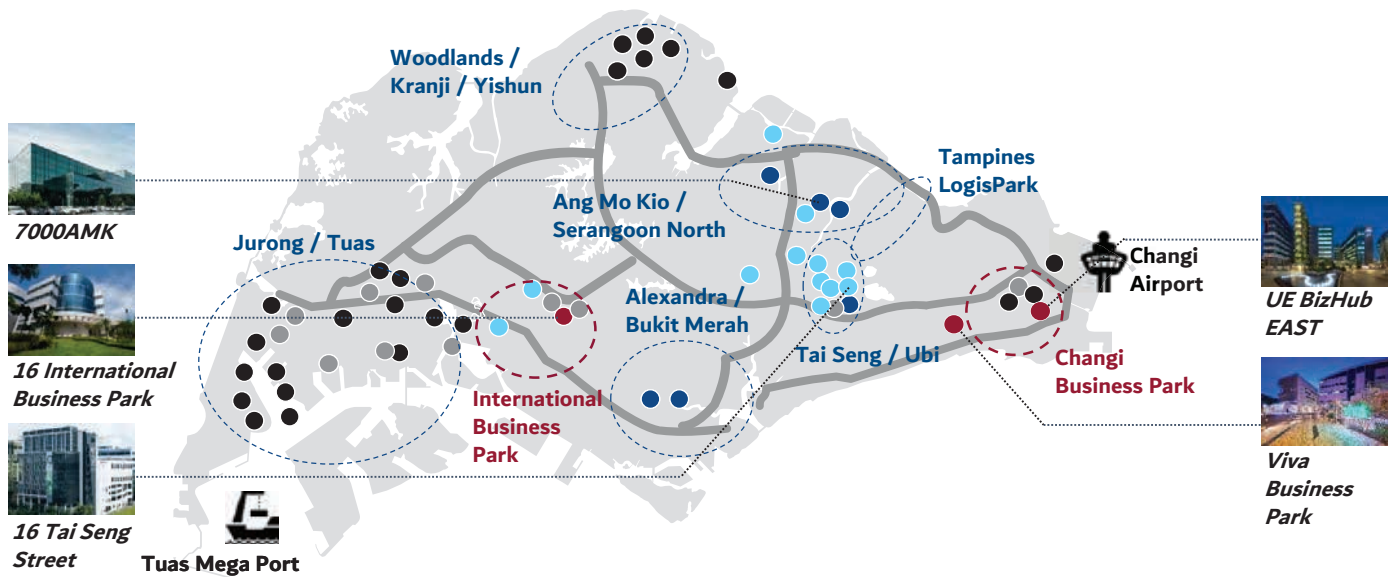 Woodlands /
Kranji / Yishun
Tampines
LogisPark
Ang Mo Kio /
Serangoon North
7000AMK
Jurong / Tuas
Changi
Airport
UE BizHub
EAST
Alexandra /
Bukit Merah
Tai Seng / Ubi
16 International
Business Park
International
Business
Park
Changi
Business Park
Viva
Business
Park
16 Tai Seng
Street
Tuas Mega Port